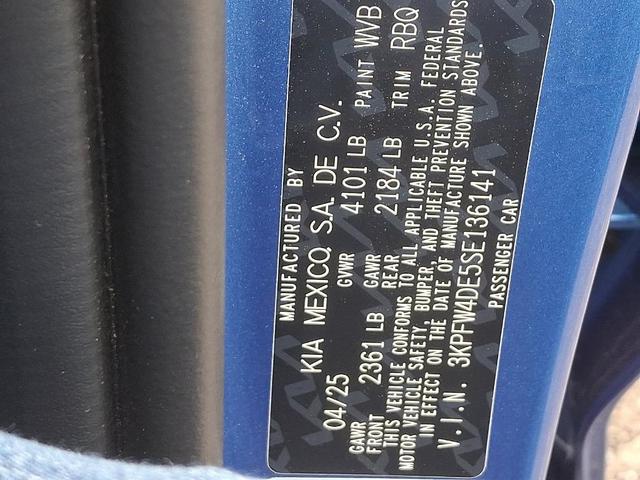 MANUFACTURED BY
KIA MEXICO, S.A. DE C.V.
04/25 GVWR 4101 LB PAINT WVB
GAWR FRONT 2361 LB GAWR REAR 2184 LB TRIM RBQ
THIS VEHICLE CONFORMS TO ALL APPLICABLE U.S.A. FEDERAL
MOTOR VEHICLE SAFETY, BUMPER, AND THEFT PREVENTION STANDARDS
IN EFFECT ON THE DATE OF MANUFACTURE SHOWN ABOVE.
V.I.N. 3KPFW4DE5SE136141
PASSENGER CAR